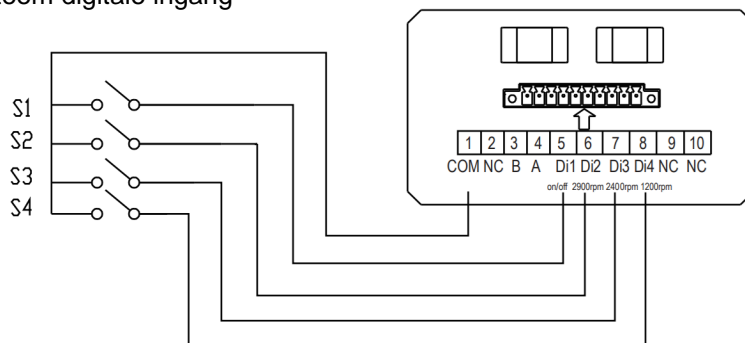 digitale ingang
S1
S2
S3
S4
1 2 3 4 5 6 7 8 9 10
COM NC B A Di1 Di2 Di3 Di4 NC NC
on/off 2900rpm 2400rpm 1200rpm